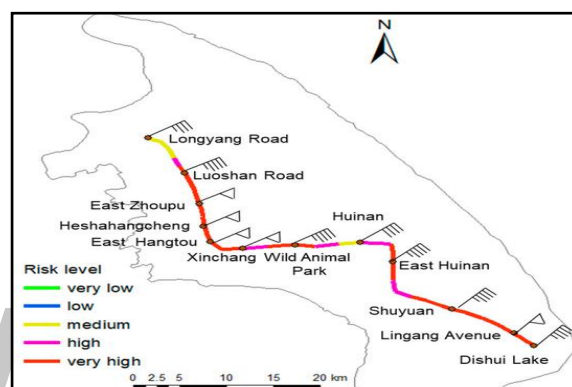 N
Longyang Road
Luoshan Road
East Zhoupu
Heshahangcheng
East Hangtou
Xinchang
Wild Animal
Park
Huinan
East Huinan
Shuyuan
Lingang Avenue
Dishui Lake
Risk level
very low
low
medium
high
very high
0 2.5 5 10 15 20 km